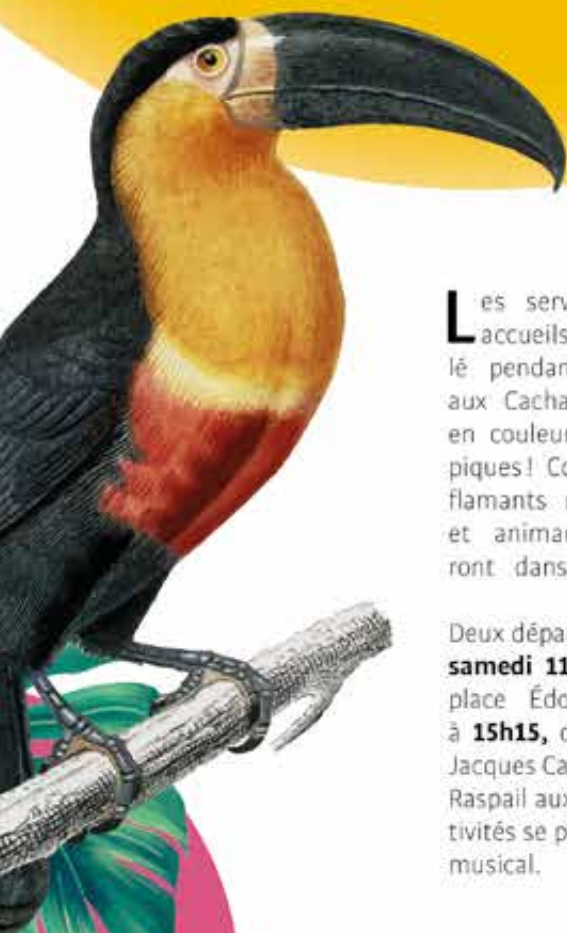 Les serv
accueils
lé pendan
aux Cacha
en couleur
piques! Co
flamants
et anima
ront dans
Deux dépa
samedi 11
place Édo
à 15h15,
Jacques Ca
Raspail aux
tivités se p
musical.